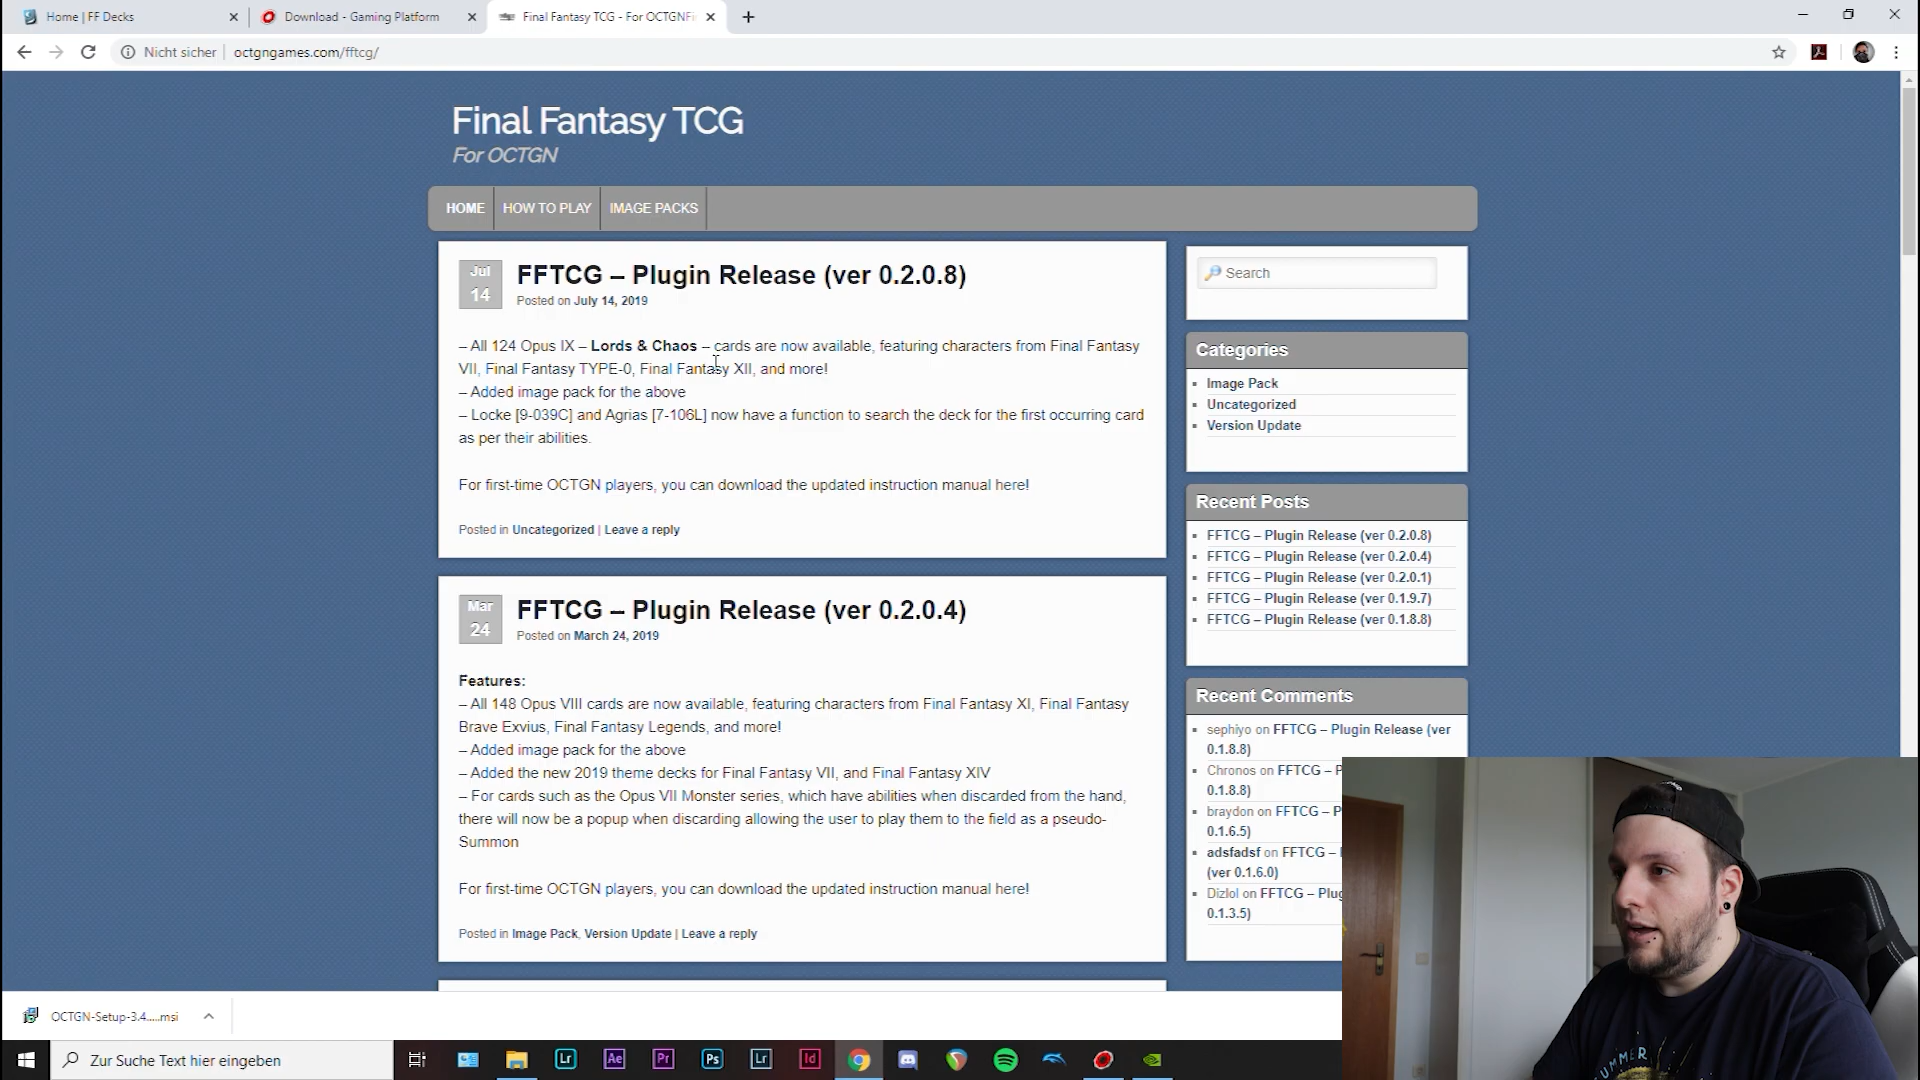 Home | FF Decks
Download - Gaming Platform
Final Fantasy TCG - For OCTGNFi
Nicht sicher
octgngames.com/fftcg/
Final Fantasy TCG
For OCTGN
HOME
HOW TO PLAY
IMAGE PACKS
Jul
14
FFTCG – Plugin Release (ver 0.2.0.8)
Posted on July 14, 2019
– All 124 Opus IX – Lords & Chaos – cards are now available, featuring characters from Final Fantasy
VII, Final Fantasy TYPE-0, Final Fantasy XII, and more!
– Added image pack for the above
– Locke [9-039C] and Agrias [7-106L] now have a function to search the deck for the first occurring card
as per their abilities.
For first-time OCTGN players, you can download the updated instruction manual here!
Posted in Uncategorized | Leave a reply
Mar
24
FFTCG – Plugin Release (ver 0.2.0.4)
Posted on March 24, 2019
Features:
– All 148 Opus VIII cards are now available, featuring characters from Final Fantasy XI, Final Fantasy
Brave Exvius, Final Fantasy Legends, and more!
– Added image pack for the above
– Added the new 2019 theme decks for Final Fantasy VII, and Final Fantasy XIV
– For cards such as the Opus VII Monster series, which have abilities when discarded from the hand,
there will now be a popup when discarding allowing the user to play them to the field as a pseudo-
Summon
For first-time OCTGN players, you can download the updated instruction manual here!
Posted in Image Pack, Version Update | Leave a reply
Search
Categories
Image Pack
Uncategorized
Version Update
Recent Posts
FFTCG – Plugin Release (ver 0.2.0.8)
FFTCG – Plugin Release (ver 0.2.0.4)
FFTCG – Plugin Release (ver 0.2.0.1)
FFTCG – Plugin Release (ver 0.1.9.7)
FFTCG – Plugin Release (ver 0.1.8.8)
Recent Comments
sephiyo on FFTCG – Plugin Release (ver
0.1.8.8)
Chronos on FFTCG – P
0.1.8.8)
braydon on FFTCG – P
0.1.6.5)
adsfadsf on FFTCG –
(ver 0.1.6.0)
Dizlol on FFTCG – Plug
0.1.3.5)
OCTGN-Setup-3.4.....msi
Zur Suche Text hier eingeben
Lr
Ae
Pr
Ps
Lr
Id
SUMMER